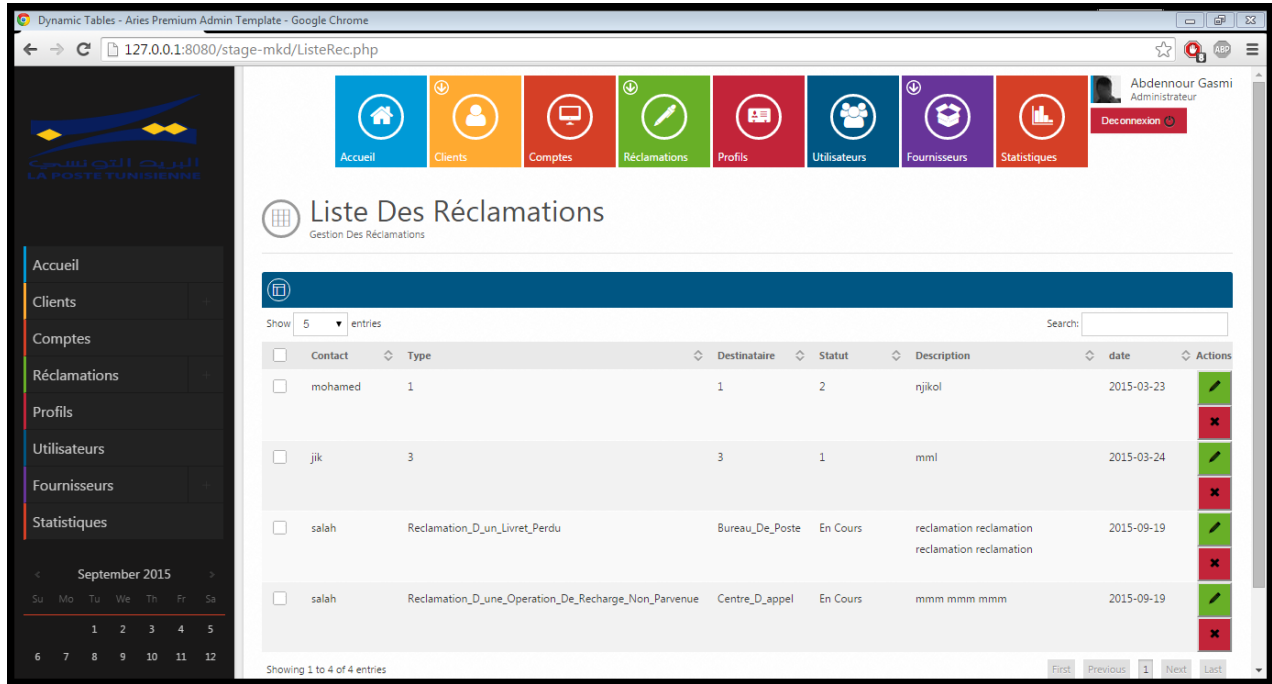 Dynamic Tables - Aries Premium Admin Template - Google Chrome
127.0.0.1:8080/stage-mkd/ListeRec.php
ABP
البريد التونسي
LA POSTE TUNISIENNE
Accueil
Clients
Comptes
Réclamations
Profils
Utilisateurs
Fournisseurs
Statistiques
Abdennour Gasmi
Administrateur
Deconnexion
Liste Des Réclamations
Gestion Des Réclamations
Accueil
Clients
Comptes
Réclamations
Profils
Utilisateurs
Fournisseurs
Statistiques
September 2015
Su Mo Tu We Th Fr Sa
1 2 3 4 5
6 7 8 9 10 11 12
Show 5 entries
Search:
Contact Type Destinataire Statut Description date Actions
mohamed 1 1 2 njikol 2015-03-23
jik 3 3 1 mml 2015-03-24
salah Reclamation_D_un_Livret_Perdu Bureau_De_Poste En Cours reclamation reclamation 2015-09-19
reclamation reclamation
salah Reclamation_D_une_Operation_De_Recharge_Non_Parvenue Centre_D_appel En Cours mmm mmm mmm 2015-09-19
Showing 1 to 4 of 4 entries
First Previous 1 Next Last